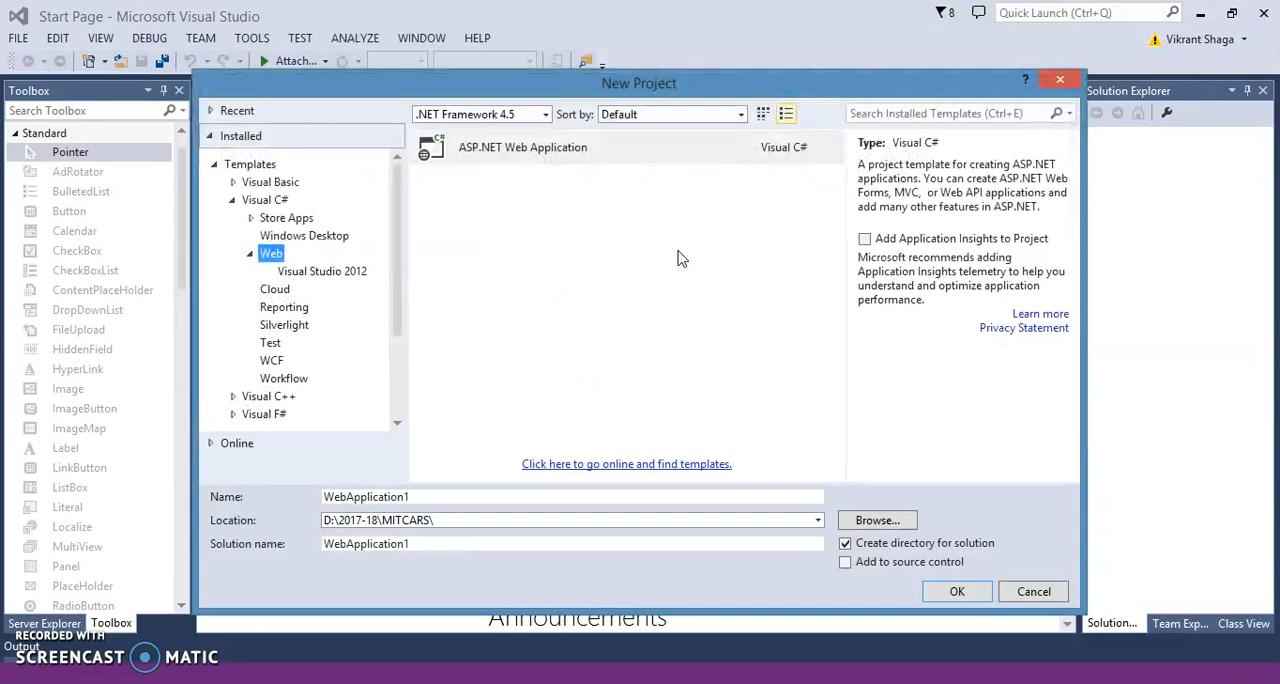 Start Page - Microsoft Visual Studio
8
Quick Launch (Ctrl+Q)
FILE EDIT VIEW DEBUG TEAM TOOLS TEST ANALYZE WINDOW HELP
Vikrant Shaga
Attach...
Toolbox
Search Toolbox
Standard
Pointer
AdRotator
BulletedList
Button
Calendar
CheckBox
CheckBoxList
ContentPlaceHolder
DropDownList
FileUpload
HiddenField
HyperLink
Image
ImageButton
ImageMap
Label
LinkButton
ListBox
Literal
Localize
MultiView
Panel
PlaceHolder
RadioButton
Server Explorer Toolbox
Output
New Project
?
Recent
Installed
Templates
Visual Basic
Visual C#
Store Apps
Windows Desktop
Web
Visual Studio 2012
Cloud
Reporting
Silverlight
Test
WCF
Workflow
Visual C++
Visual F#
Online
.NET Framework 4.5 Sort by: Default
Search Installed Templates (Ctrl+E)
C#
ASP.NET Web Application Visual C#
Click here to go online and find templates.
Type: Visual C#
A project template for creating ASP.NET
applications. You can create ASP.NET Web
Forms, MVC, or Web API applications and
add many other features in ASP.NET.
Add Application Insights to Project
Microsoft recommends adding
Application Insights telemetry to help you
understand and optimize application
performance.
Learn more
Privacy Statement
Name: WebApplication1
Location: D:\2017-18\MITCARS\ Browse...
Solution name: WebApplication1
Create directory for solution
Add to source control
OK Cancel
Announcements
Solution Explorer
Solution... Team Exp... Class View
RECORDED WITH
SCREENCAST MATIC